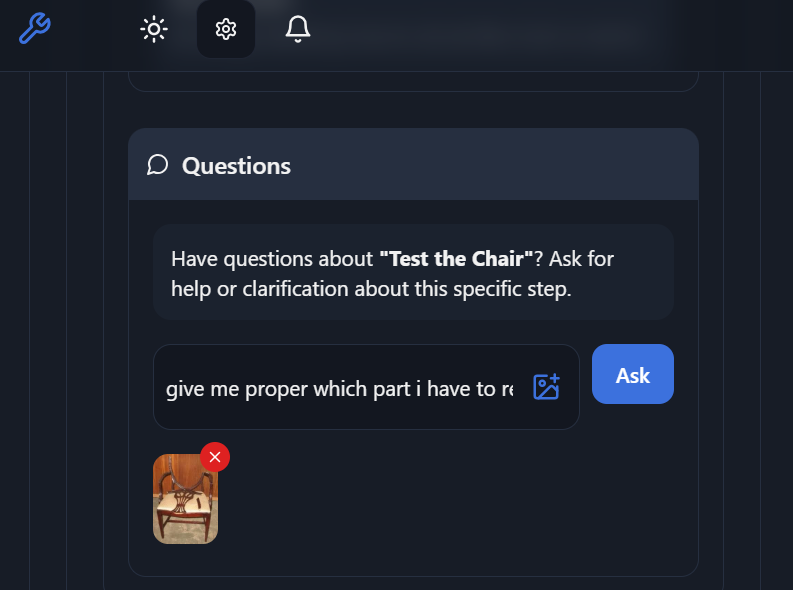 Questions
Have questions about "Test the Chair"? Ask for
help or clarification about this specific step.
give me proper which part i have to re
Ask